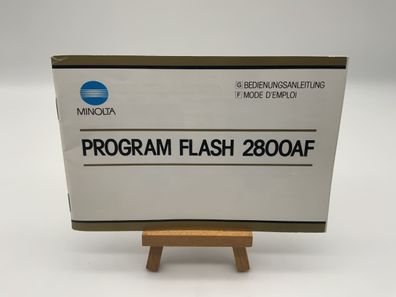 MINOLTA
G BEDIENUNGSANLEITUNG
F MODE D'EMPLOI
PROGRAM FLASH 2800AF